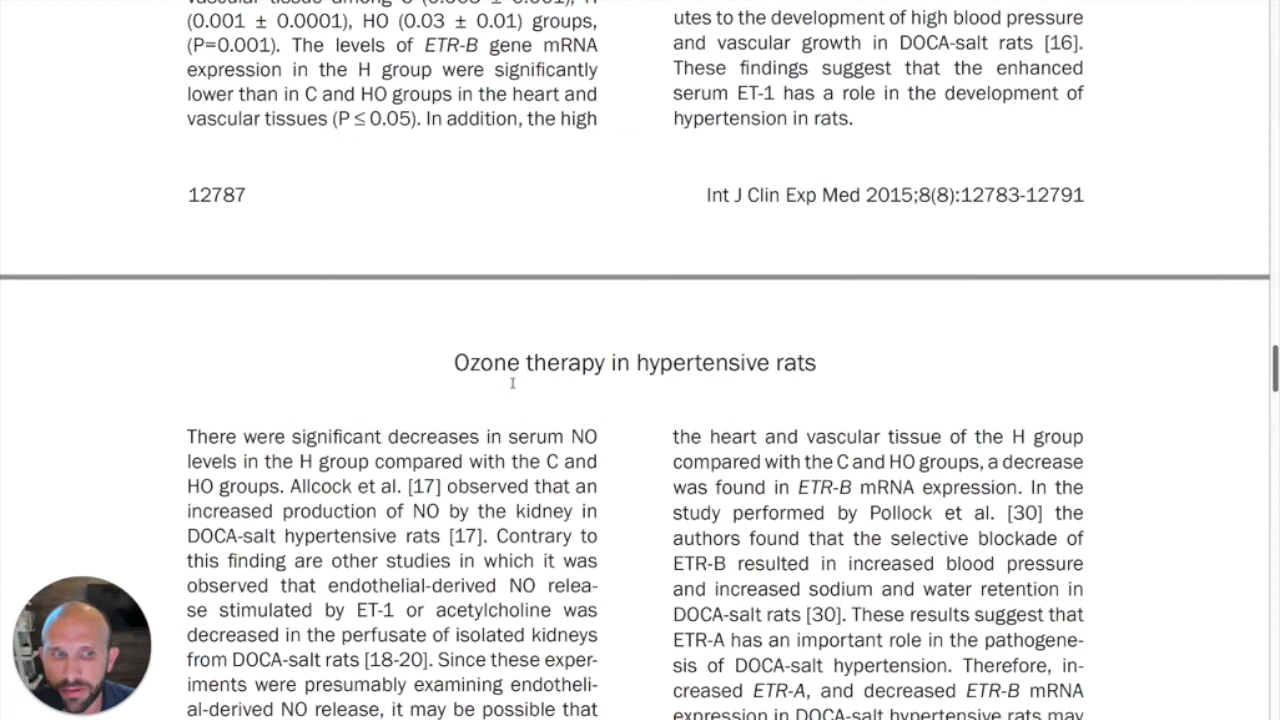 (0.001 ± 0.0001), HO (0.03 ± 0.01) groups,
(P=0.001). The levels of ETR-B gene mRNA
expression in the H group were significantly
lower than in C and HO groups in the heart and
vascular tissues (P ≤ 0.05). In addition, the high
utes to the development of high blood pressure
and vascular growth in DOCA-salt rats [16].
These findings suggest that the enhanced
serum ET-1 has a role in the development of
hypertension in rats.
12787
Int J Clin Exp Med 2015;8(8):12783-12791
Ozone therapy in hypertensive rats
There were significant decreases in serum NO
levels in the H group compared with the C and
HO groups. Allcock et al. [17] observed that an
increased production of NO by the kidney in
DOCA-salt hypertensive rats [17]. Contrary to
this finding are other studies in which it was
observed that endothelial-derived NO relea-
se stimulated by ET-1 or acetylcholine was
decreased in the perfusate of isolated kidneys
from DOCA-salt rats [18-20]. Since these exper-
iments were presumably examining endotheli-
al-derived NO release, it may be possible that
the heart and vascular tissue of the H group
compared with the C and HO groups, a decrease
was found in ETR-B mRNA expression. In the
study performed by Pollock et al. [30] the
authors found that the selective blockade of
ETR-B resulted in increased blood pressure
and increased sodium and water retention in
DOCA-salt rats [30]. These results suggest that
ETR-A has an important role in the pathogene-
sis of DOCA-salt hypertension. Therefore, in-
creased ETR-A, and decreased ETR-B mRNA
expression in DOCA-salt hypertensive rats may